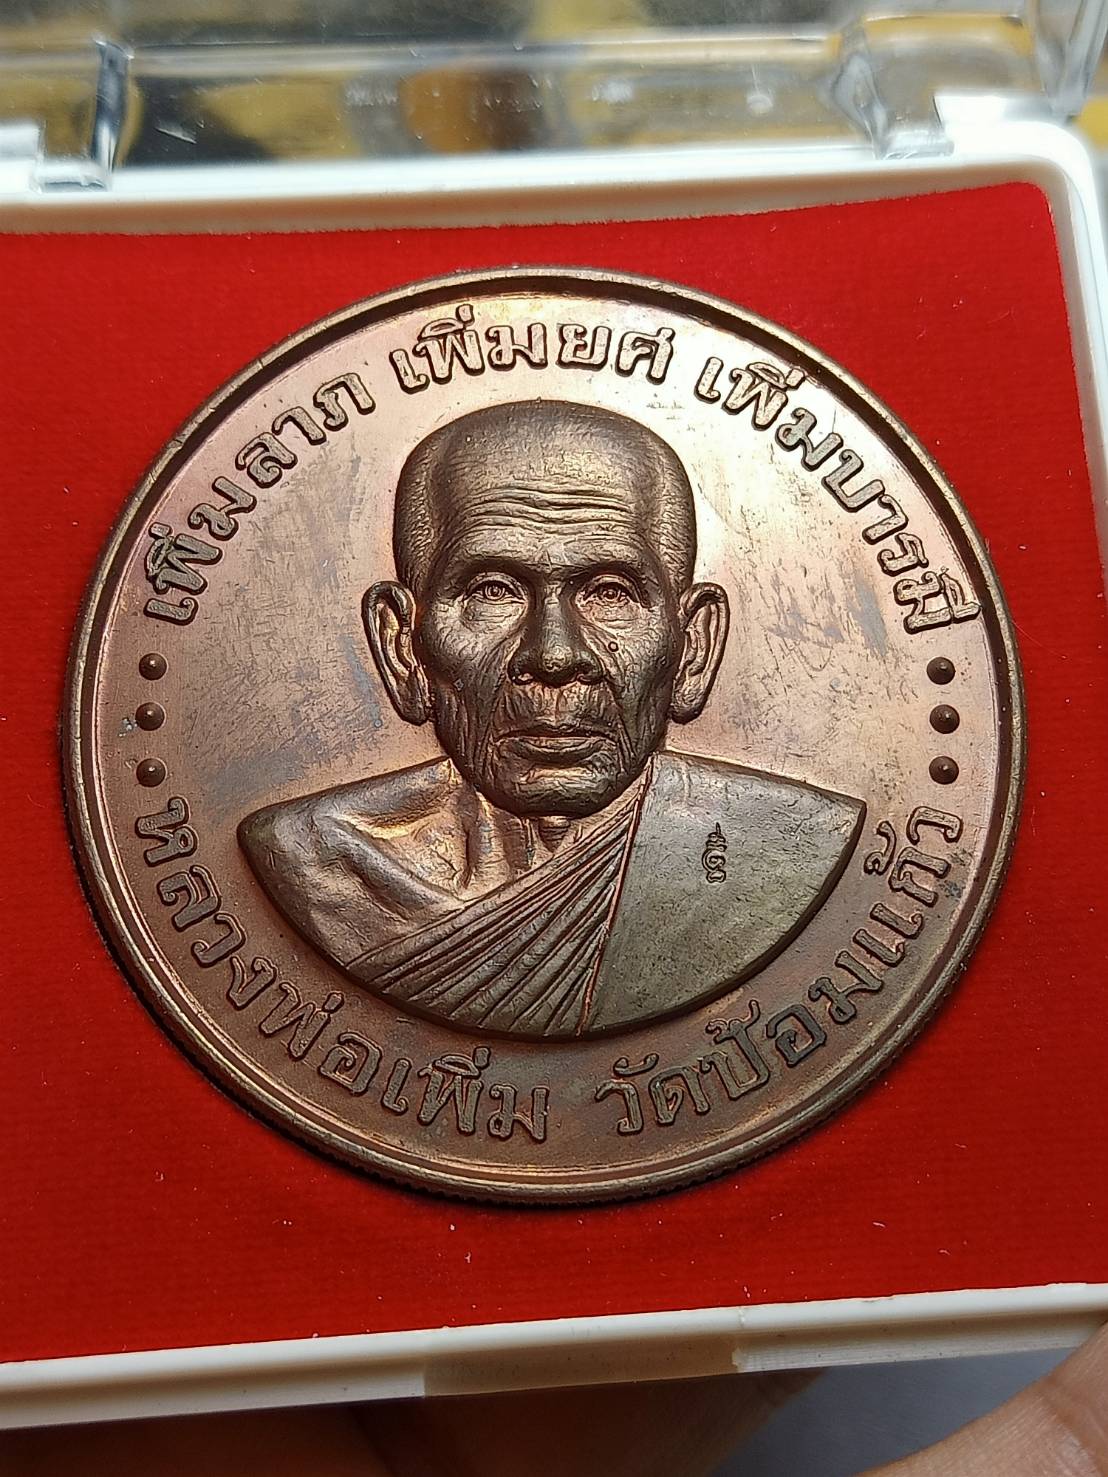 เพิ่มลาภ เพิ่มยศ เพิ่มบารมี
หลวงพ่อเพิ่ม วัดป้อมแก้ว